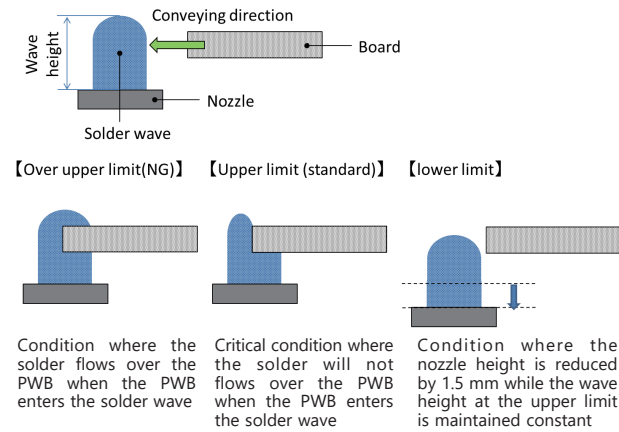 Conveying direction
Wave
height
Board
Nozzle
Solder wave
【Over upper limit(NG)】 【Upper limit (standard)】 【lower limit】
Condition where the
solder flows over the
PWB when the PWB
enters the solder wave
Critical condition where
the solder will not
flows over the PWB
when the PWB enters
the solder wave
Condition where the
nozzle height is reduced
by 1.5 mm while the wave
height at the upper limit
is maintained constant